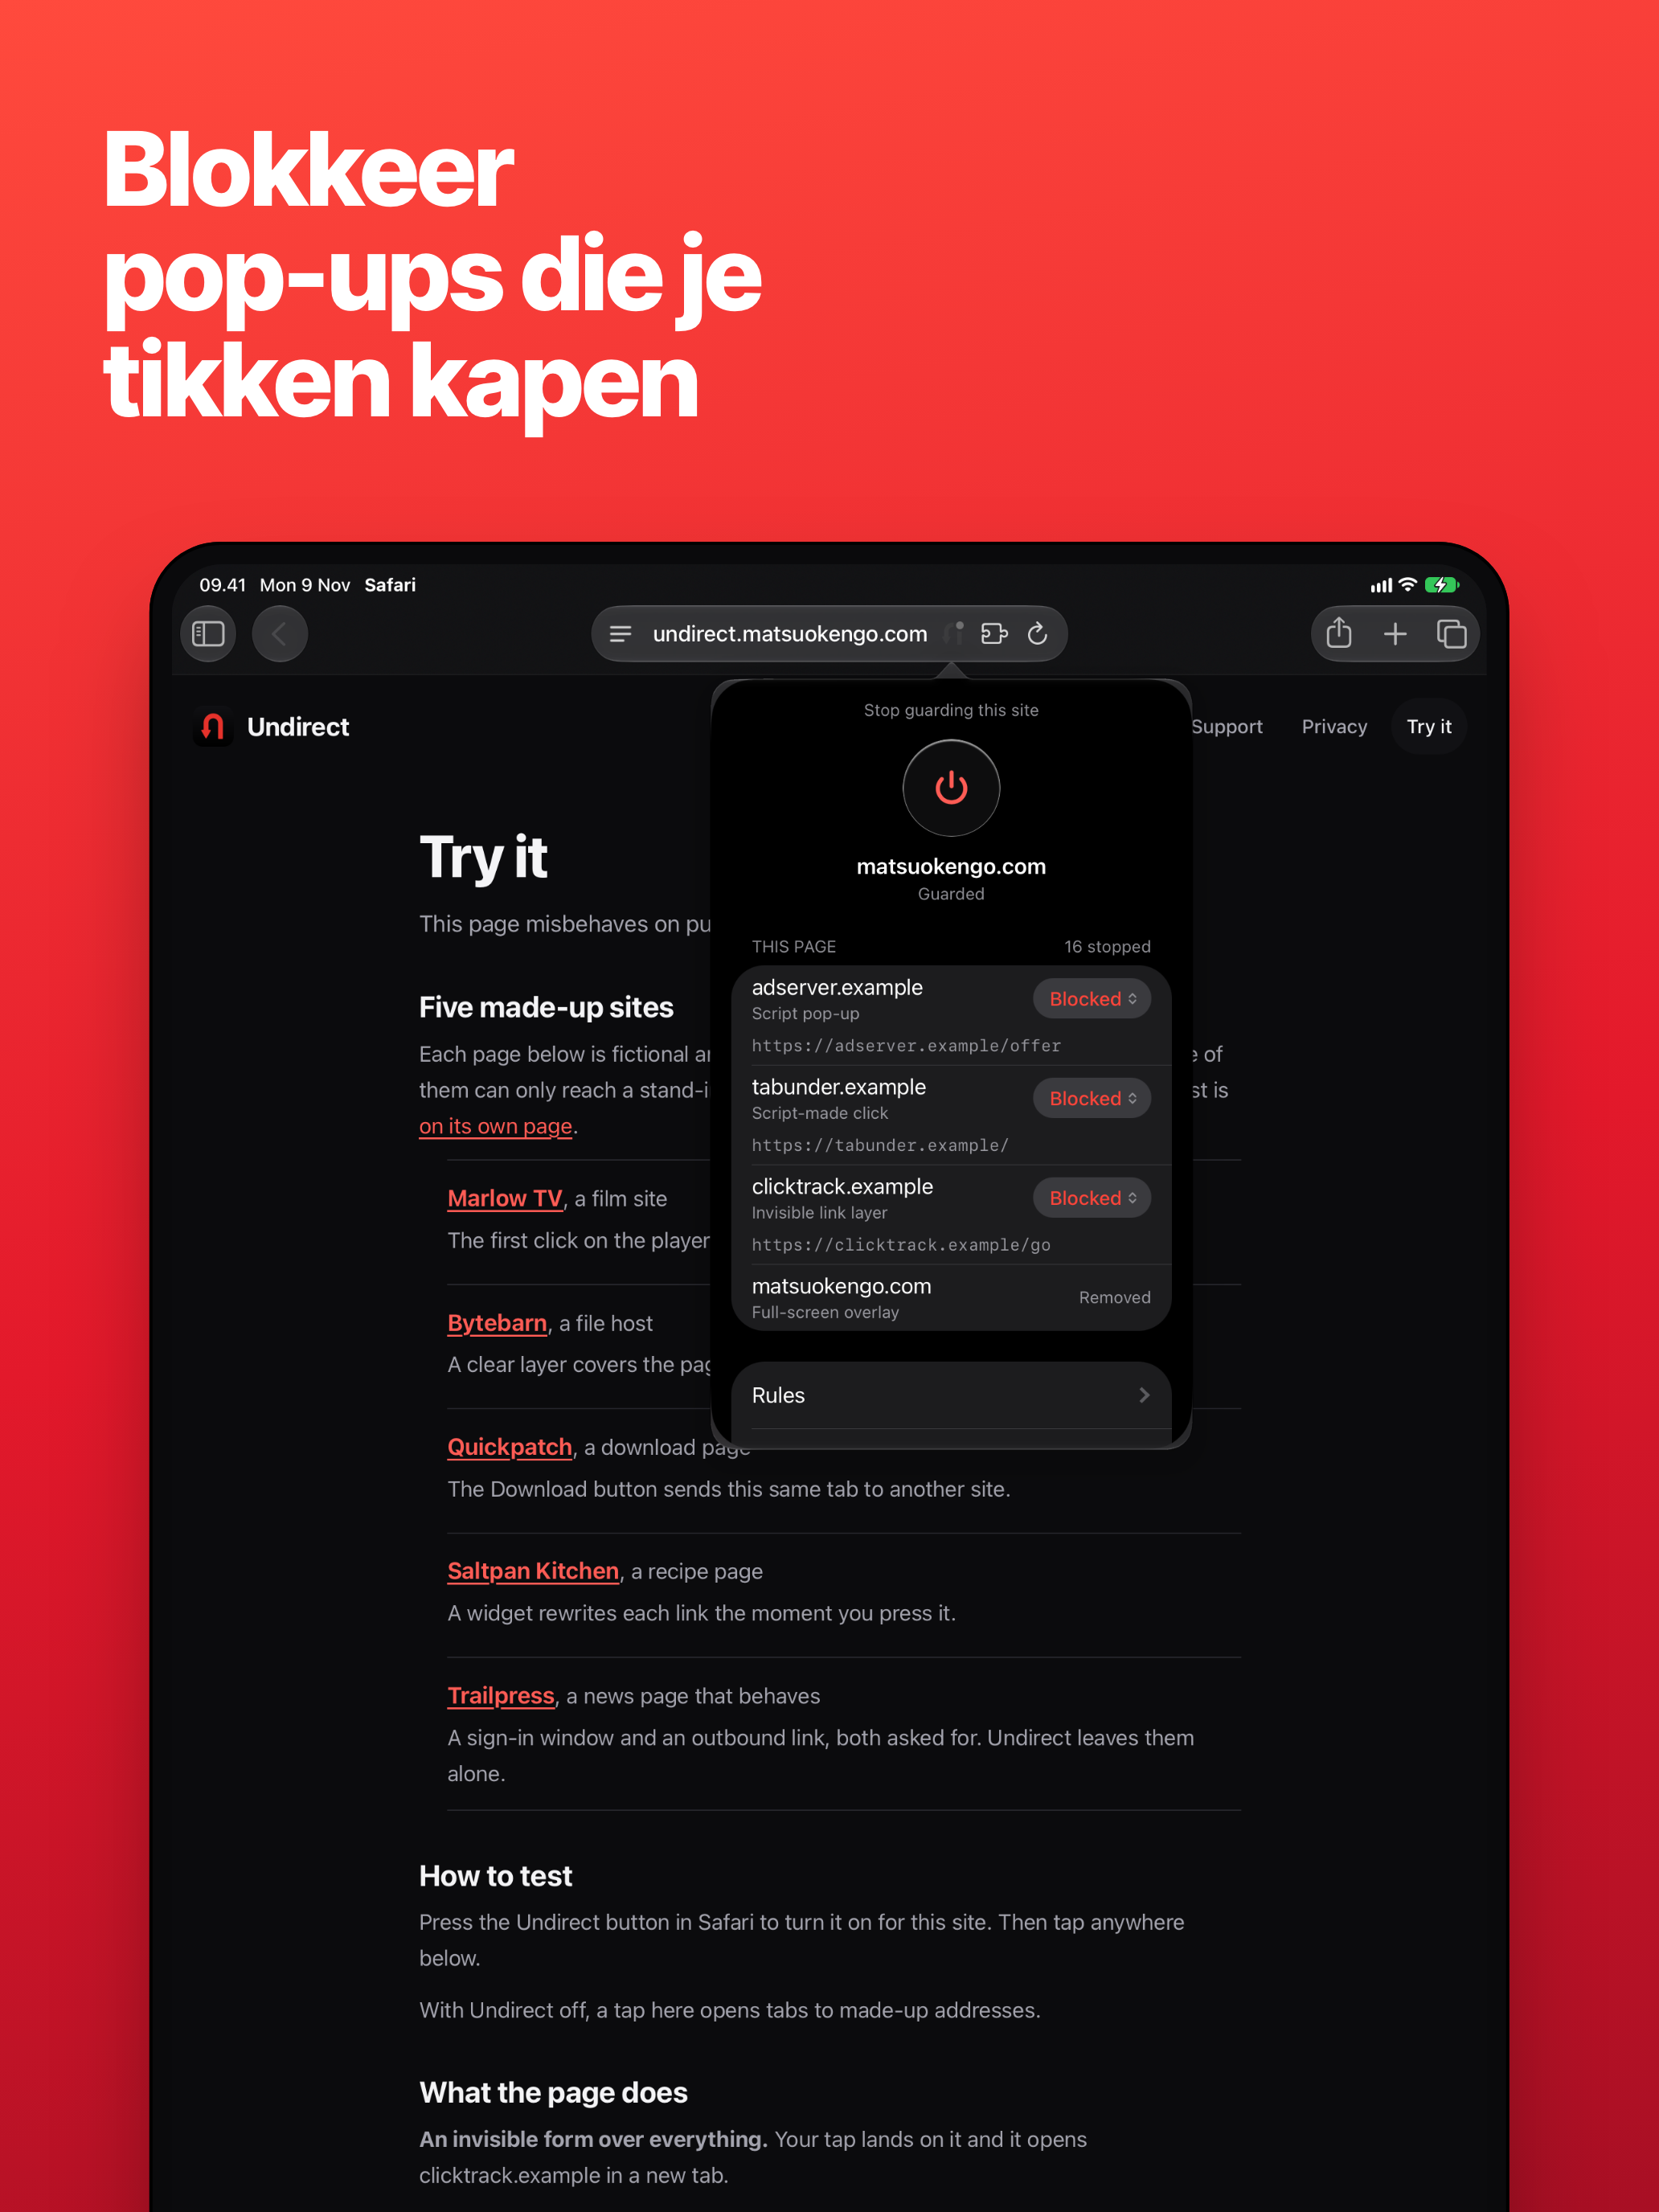 Blokkeer
pop-ups die je
tikken kapen
09.41 Mon 9 Nov Safari
undirect.matsuokengo.com
Undirect
Support Privacy Try it
Stop guarding this site
matsuokengo.com
Guarded
THIS PAGE 16 stopped
adserver.example
Script pop-up
Blocked
https://adserver.example/offer
tabunder.example
Script-made click
Blocked
https://tabunder.example/
clicktrack.example
Invisible link layer
Blocked
https://clicktrack.example/go
matsuokengo.com
Full-screen overlay
Removed
Rules
Try it
This page misbehaves on
Five made-up sites
Each page below is fictional of
them can only reach a is
on its own page.
Marlow TV, a film site
The first click on the player
Bytebarn, a file host
A clear layer covers the
Quickpatch, a download page
The Download button sends this same tab to another site.
Saltpan Kitchen, a recipe page
A widget rewrites each link the moment you press it.
Trailpress, a news page that behaves
A sign-in window and an outbound link, both asked for. Undirect leaves them
alone.
How to test
Press the Undirect button in Safari to turn it on for this site. Then tap anywhere
below.
With Undirect off, a tap here opens tabs to made-up addresses.
What the page does
An invisible form over everything. Your tap lands on it and it opens
clicktrack.example in a new tab.